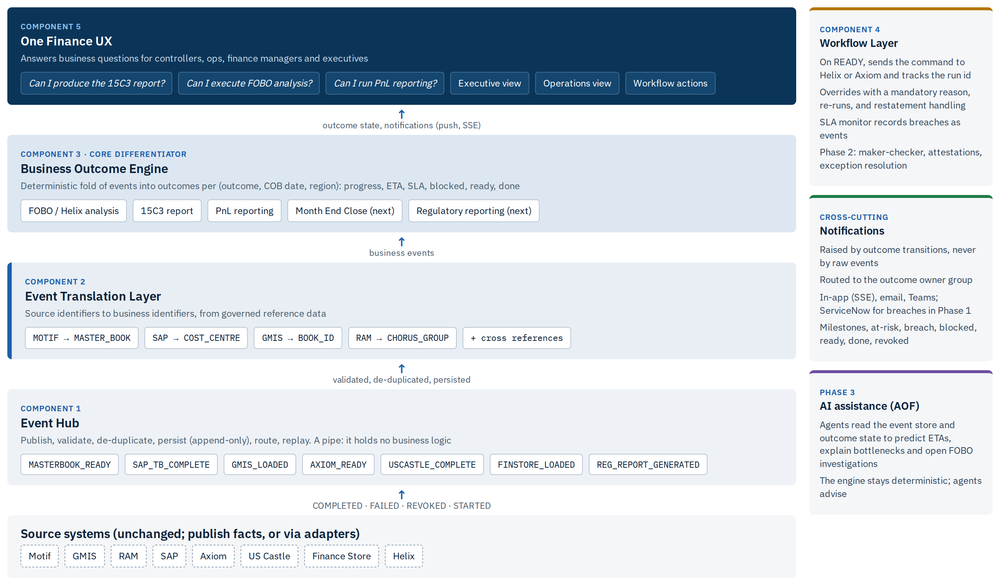 COMPONENT 5
One Finance UX
Answers business questions for controllers, ops, finance managers and executives
Can I produce the 15C3 report?
Can I execute FOBO analysis?
Can I run PnL reporting?
Executive view
Operations view
Workflow actions
↑
outcome state, notifications (push, SSE)
COMPONENT 3 · CORE DIFFERENTIATOR
Business Outcome Engine
Deterministic fold of events into outcomes per (outcome, COB date, region): progress, ETA, SLA, blocked, ready, done
FOBO / Helix analysis
15C3 report
PnL reporting
Month End Close (next)
Regulatory reporting (next)
↑
business events
COMPONENT 2
Event Translation Layer
Source identifiers to business identifiers, from governed reference data
MOTIF → MASTER_BOOK
SAP → COST_CENTRE
GMIS → BOOK_ID
RAM → CHORUS_GROUP
+ cross references
↑
validated, de-duplicated, persisted
COMPONENT 1
Event Hub
Publish, validate, de-duplicate, persist (append-only), route, replay. A pipe: it holds no business logic
MASTERBOOK_READY
SAP_TB_COMPLETE
GMIS_LOADED
AXIOM_READY
USCASTLE_COMPLETE
FINSTORE_LOADED
REG_REPORT_GENERATED
↑
COMPLETED · FAILED · REVOKED · STARTED
Source systems (unchanged; publish facts, or via adapters)
Motif
GMIS
RAM
SAP
Axiom
US Castle
Finance Store
Helix
COMPONENT 4
Workflow Layer
On READY, sends the command to
Helix or Axiom and tracks the run id
Overrides with a mandatory reason,
re-runs, and restatement handling
SLA monitor records breaches as
events
Phase 2: maker-checker, attestations,
exception resolution
CROSS-CUTTING
Notifications
Raised by outcome transitions, never
by raw events
Routed to the outcome owner group
In-app (SSE), email, Teams;
ServiceNow for breaches in Phase 1
Milestones, at-risk, breach, blocked,
ready, done, revoked
PHASE 3
AI assistance (AOF)
Agents read the event store and
outcome state to predict ETAs,
explain bottlenecks and open FOBO
investigations
The engine stays deterministic; agents
advise